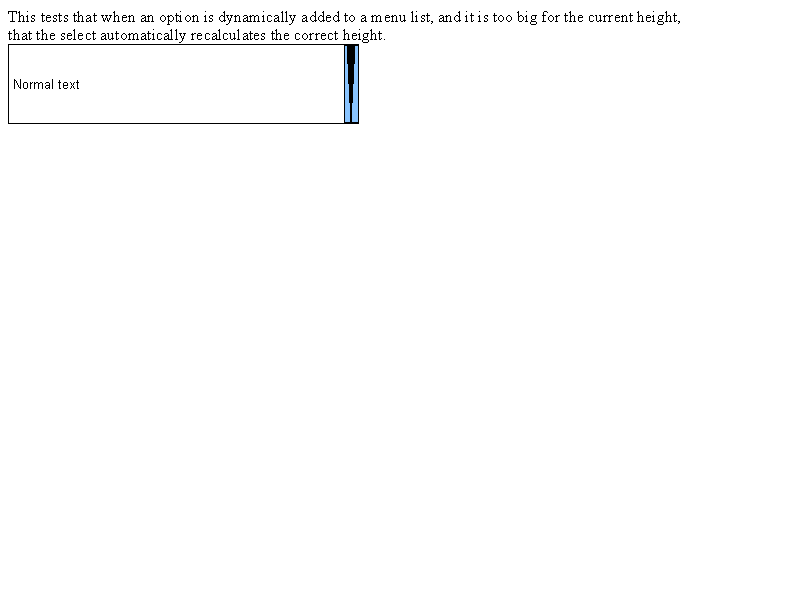 This tests that when an option is dynamically added to a menu list, and it is too big for the current height,
that the select automatically recalculates the correct height.
Normal text